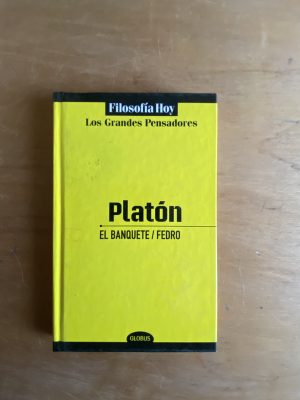 Filosofía Hoy
Los Grandes Pensadores
Platón
EL BANQUETE / FEDRO
GLOBUS